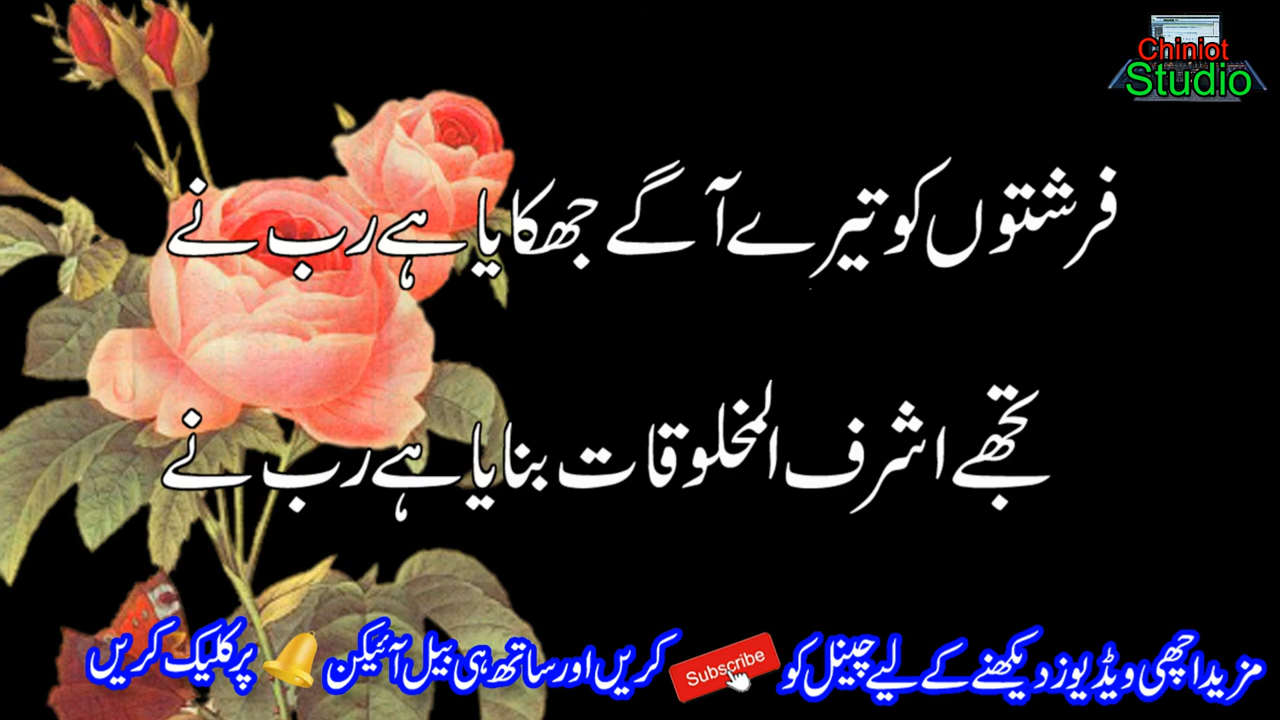 Chiniot
Studio
فرشتوں کو تیرے آگے جھکایا ہے رب نے
تجھے اشرف المخلوقات بنایا ہے رب نے
مزید اچھی ویڈیوز دیکھنے کے لیے چینل کو Subscribe کریں اور ساتھ ہی بیل آئیکن 🔔 پر کلیک کریں